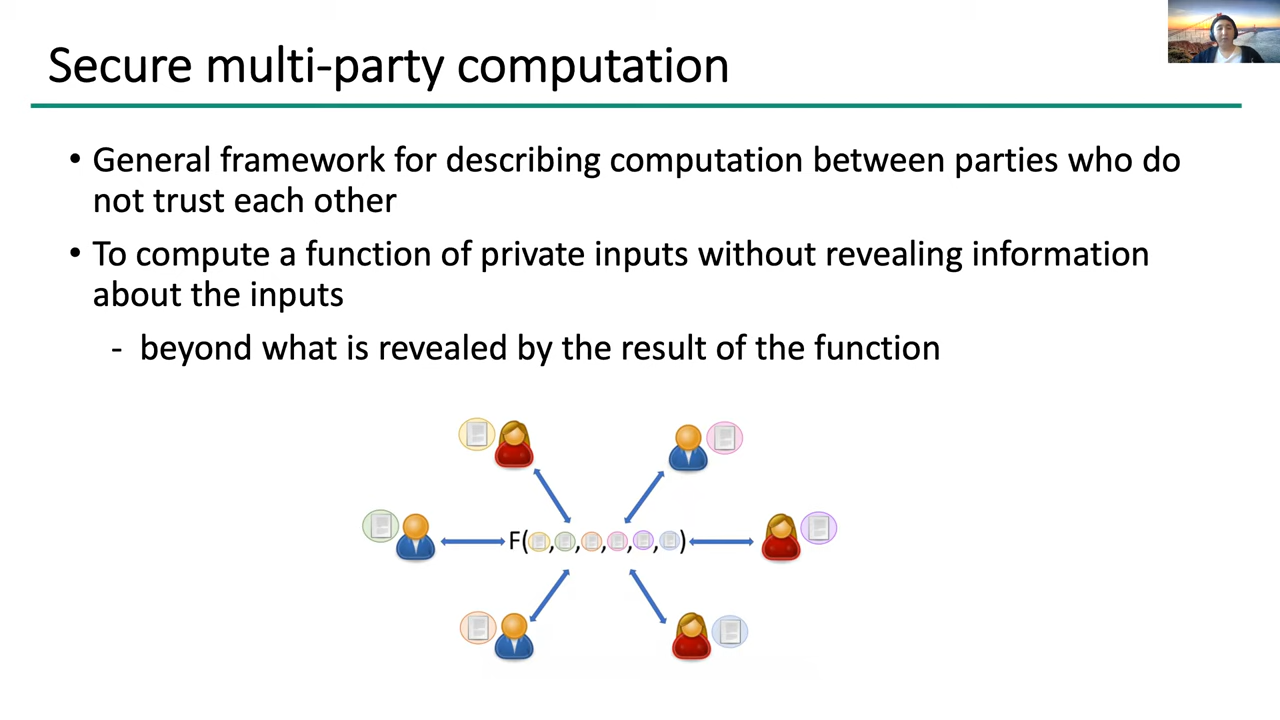 Secure multi-party computation
• General framework for describing computation between parties who do
not trust each other
• To compute a function of private inputs without revealing information
about the inputs
- beyond what is revealed by the result of the function
F( , , , , , )